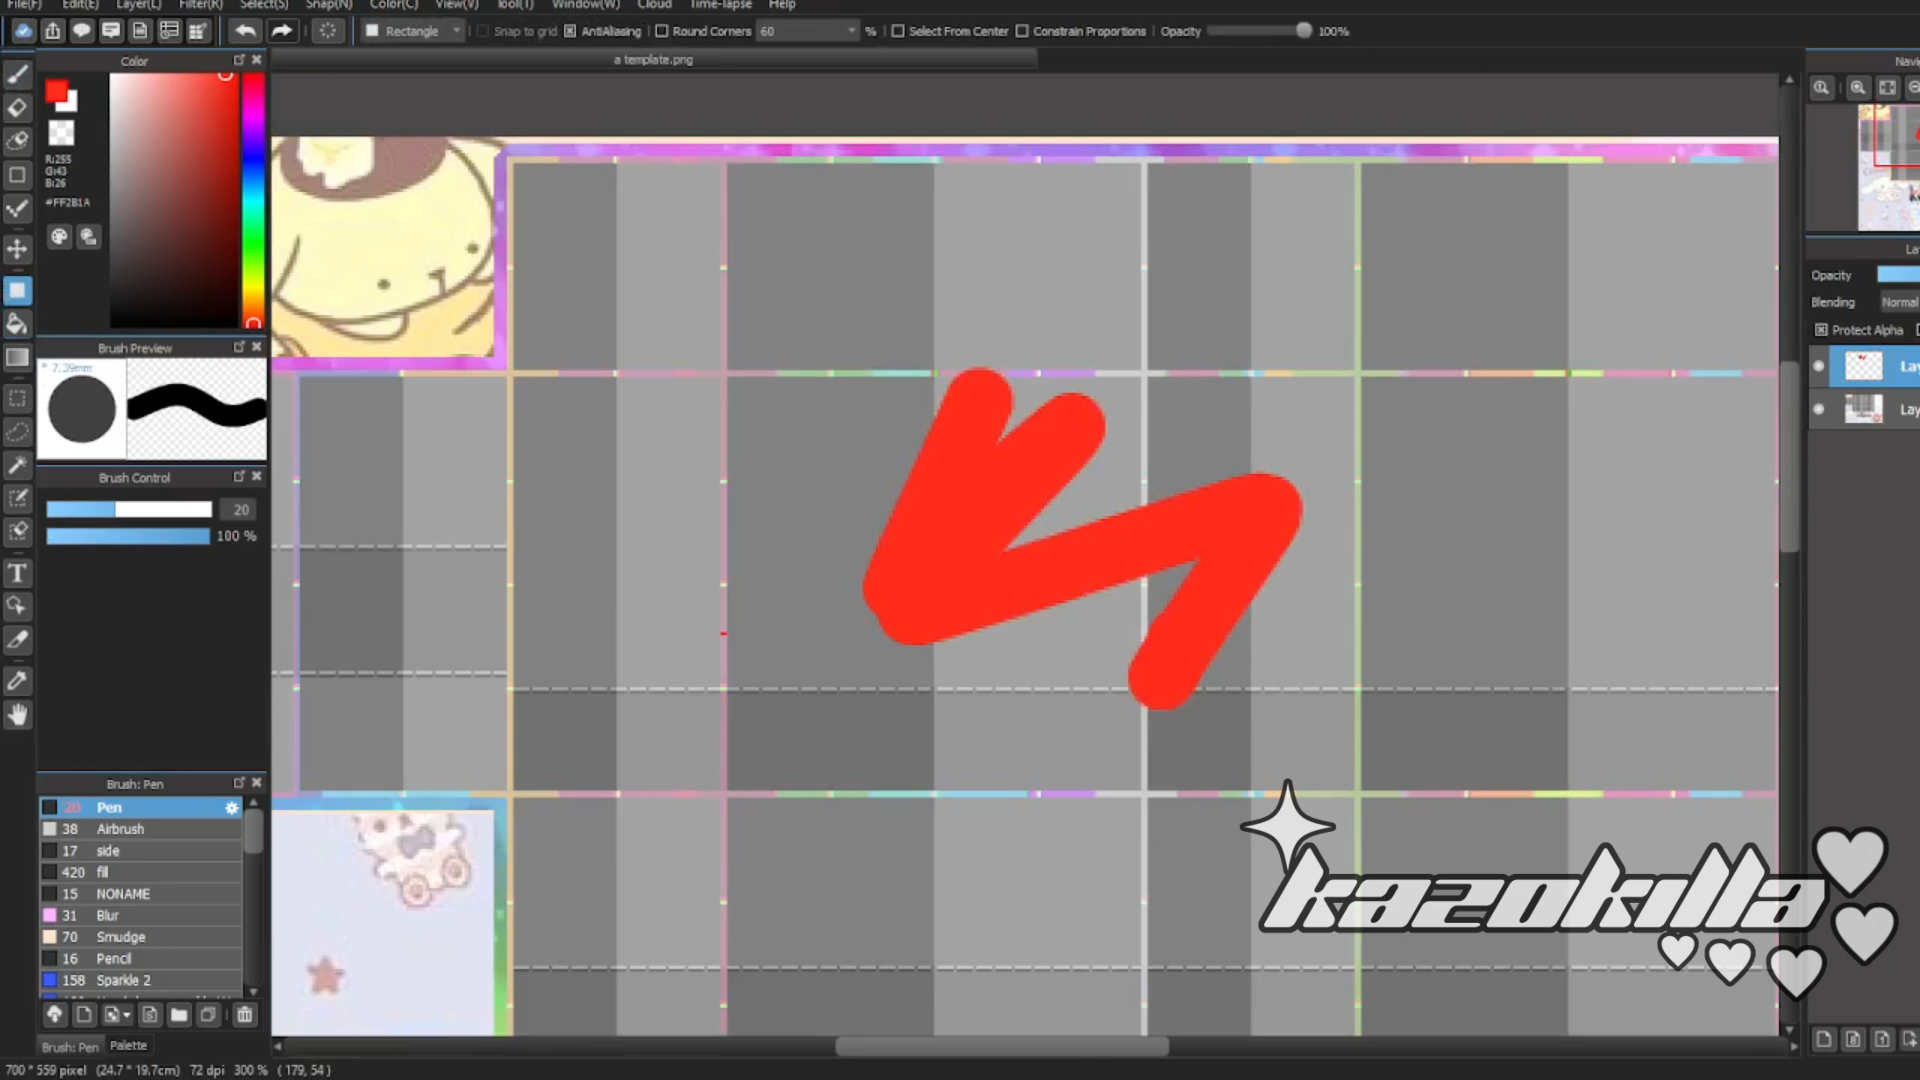 File(F) Edit(E) Layer(L) Filter(R) Select(S) Snap(N) Color(C) View(V) Tool(T) Window(W) Cloud Time-lapse Help
Rectangle Snap to grid AntiAliasing Round Corners 60 % Select From Center Constrain Proportions Opacity 100%
Color
a template.png
Navi
R:255
G:43
B:26
#FF2B1A
Brush Preview
* 7.39mm
Brush Control
20
100 %
La
Opacity
Blending Normal
Protect Alpha
Lay
Lay
Brush: Pen
20 Pen
38 Airbrush
17 side
420 fill
15 NONAME
31 Blur
70 Smudge
16 Pencil
158 Sparkle 2
kazokilla
Brush: Pen Palette
700 * 559 pixel (24.7 * 19.7cm) 72 dpi 300 % ( 179, 54 )